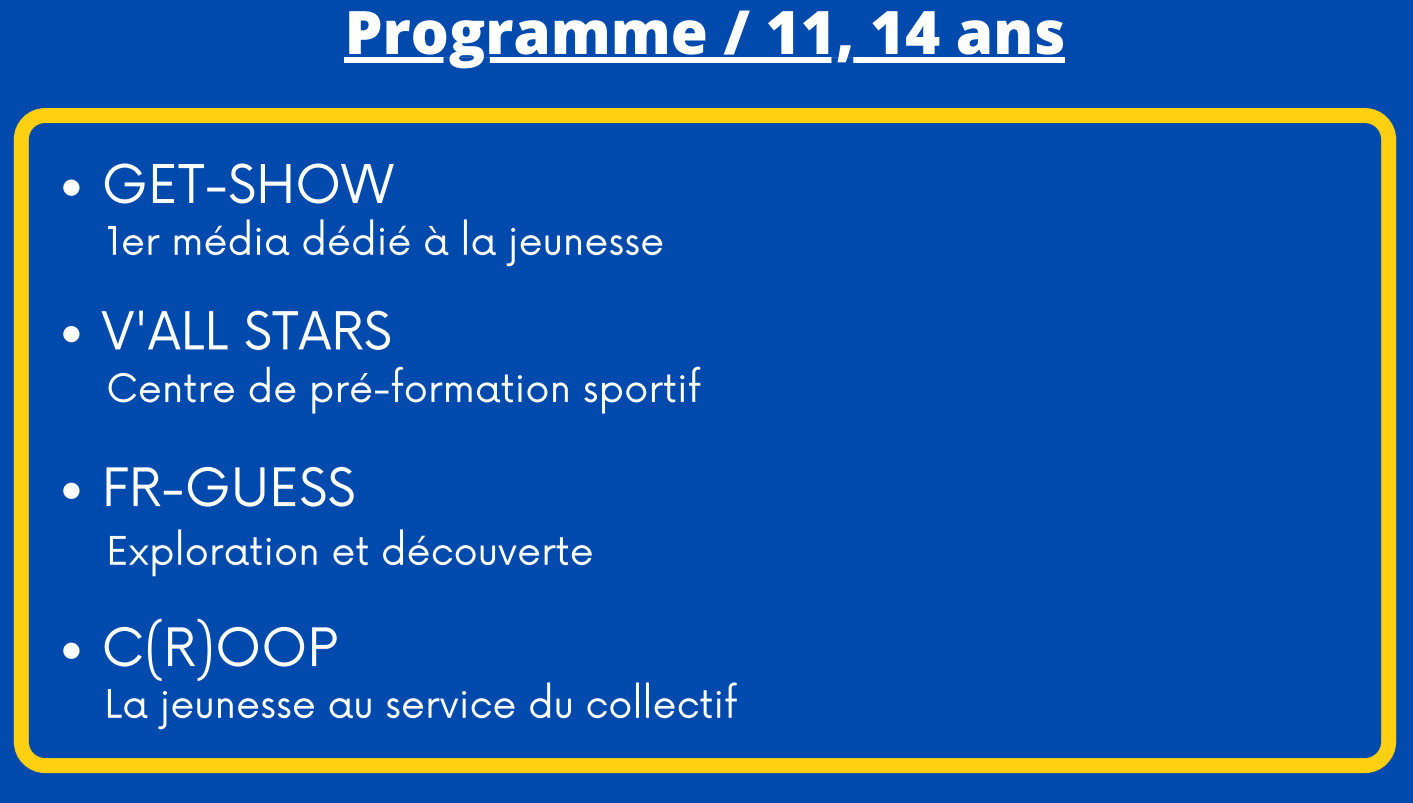 Programme / 11, 14 ans
• GET-SHOW
1er média dédié à la jeunesse
• V'ALL STARS
Centre de pré-formation sportif
• FR-GUESS
Exploration et découverte
• C(R)OOP
La jeunesse au service du collectif